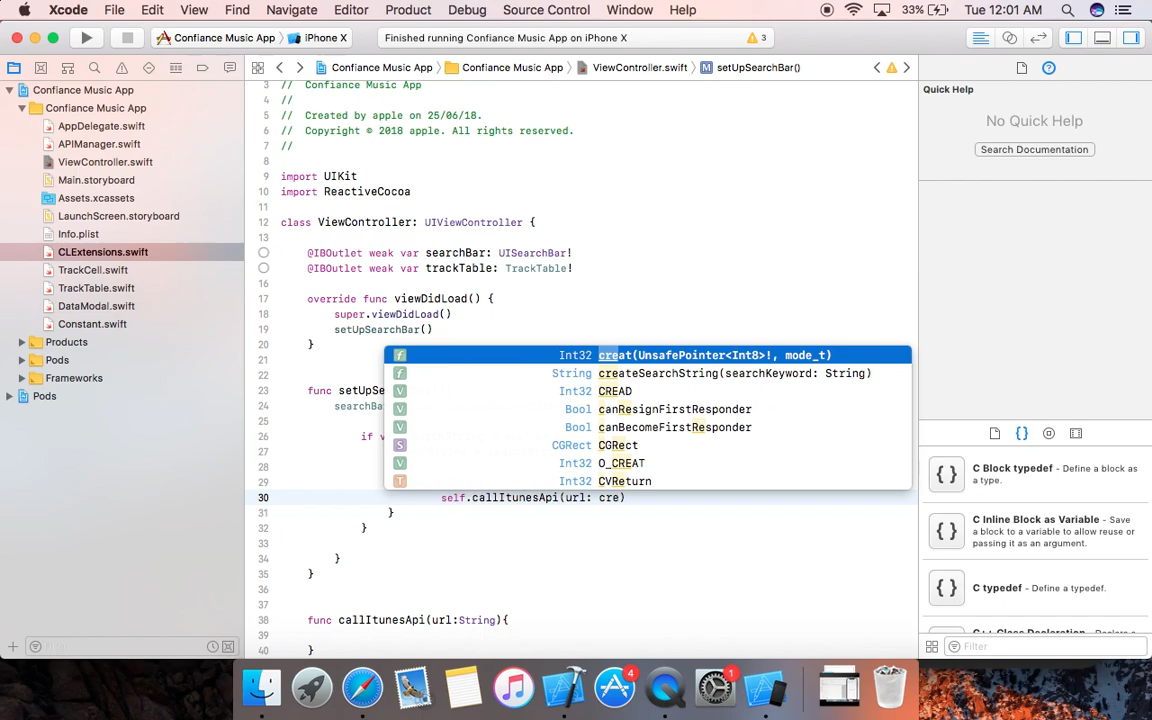 Xcode File Edit View Find Navigate Editor Product Debug Source Control Window Help 33% Tue 12:01 AM
Confiance Music App iPhone X Finished running Confiance Music App on iPhone X 3
Confiance Music App Confiance Music App ViewController.swift M setUpSearchBar()
Confiance Music App
Confiance Music App
AppDelegate.swift
APIManager.swift
ViewController.swift
Main.storyboard
Assets.xcassets
LaunchScreen.storyboard
Info.plist
CLExtensions.swift
TrackCell.swift
TrackTable.swift
DataModal.swift
Constant.swift
Products
Pods
Frameworks
Pods
3 // Confiance Music App
4 //
5 // Created by apple on 25/06/18.
6 // Copyright © 2018 apple. All rights reserved.
7 //
8
9 import UIKit
10 import ReactiveCocoa
11
12 class ViewController: UIViewController {
13
@IBOutlet weak var searchBar: UISearchBar!
@IBOutlet weak var trackTable: TrackTable!
16
17 override func viewDidLoad() {
18 super.viewDidLoad()
19 setUpSearchBar()
20 }
21
f Int32 creat(UnsafePointer<Int8>!, mode_t)
f String createSearchString(searchKeyword: String)
V Int32 CREAD
V Bool canResignFirstResponder
V Bool canBecomeFirstResponder
S CGRect CGRect
V Int32 O_CREAT
T Int32 CVReturn
23 func setUpSe
24 searchBa
25
26 if v
27
28
29
30 self.callItunesApi(url: cre)
31 }
32 }
33
34 }
35 }
36
37
38 func callItunesApi(url:String){
39
40 }
Quick Help
No Quick Help
Search Documentation
{ } C Block typedef - Define a block as a type.
{ } C Inline Block as Variable - Save a block to a variable to allow reuse or passing it as an argument.
{ } C typedef - Define a typedef.
Filter
4
1